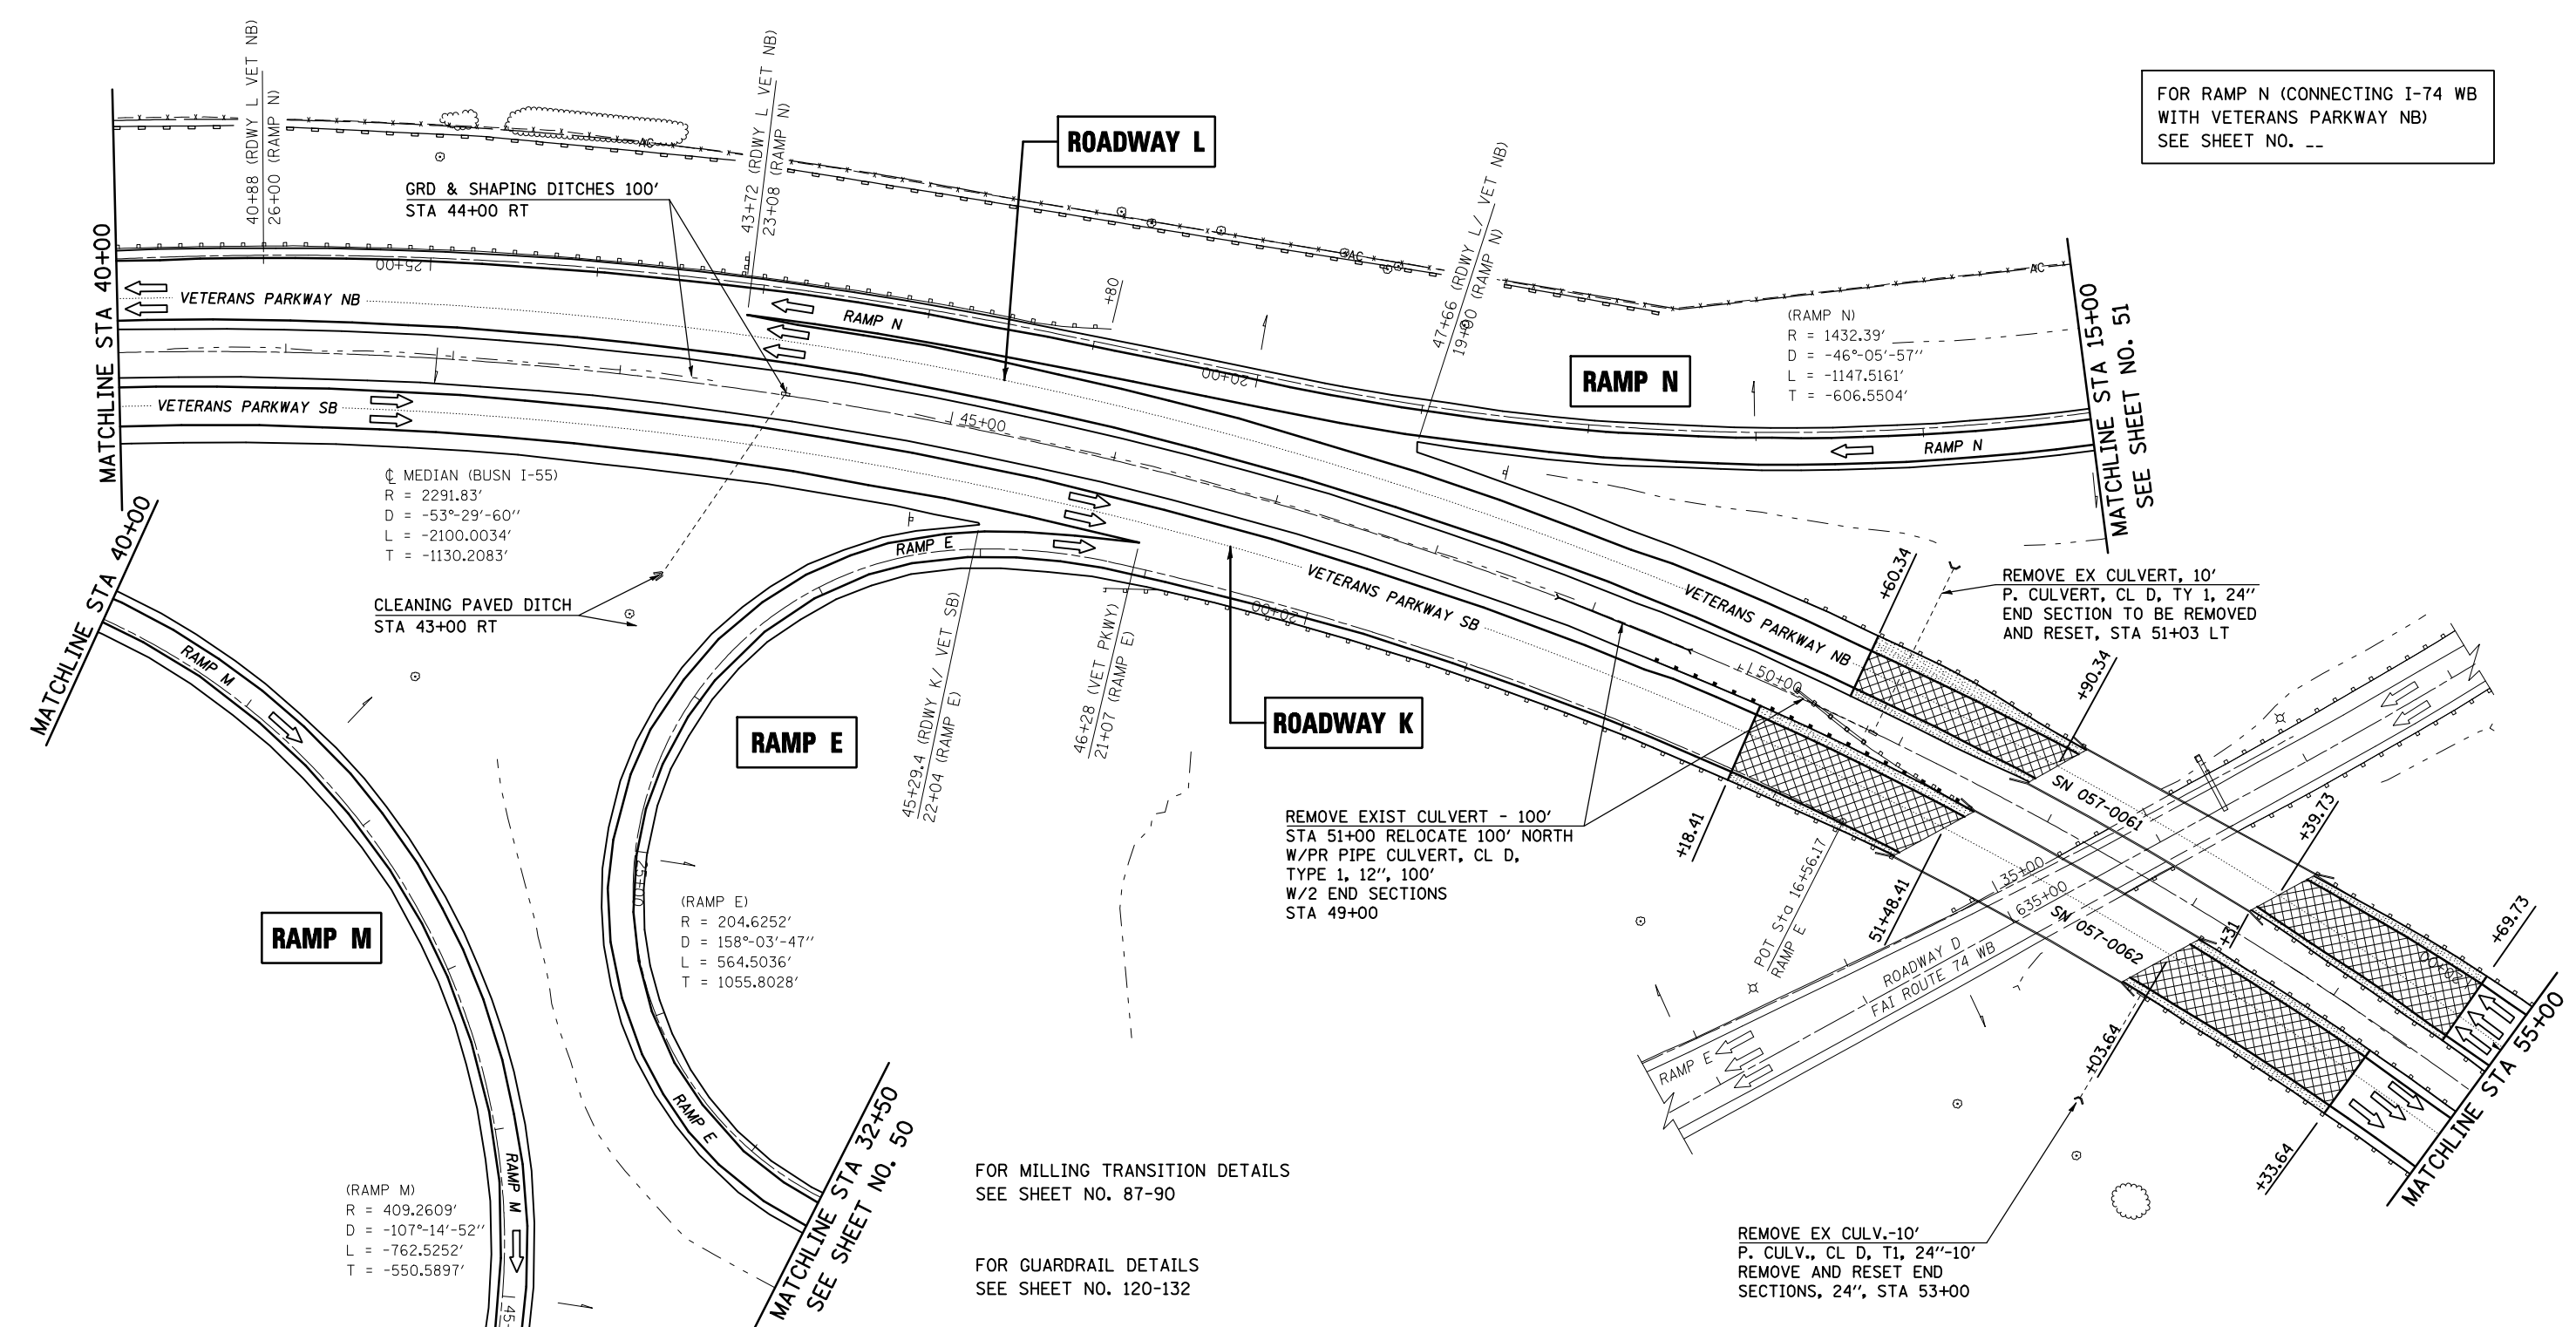 40+88 (RDWY L VET NB)
26+00 (RAMP N)
43+72 (RDWY L VET NB)
23+08 (RAMP N)
ROADWAY L
FOR RAMP N (CONNECTING I-74 WB
WITH VETERANS PARKWAY NB)
SEE SHEET NO. __
AC
GRD & SHAPING DITCHES 100'
STA 44+00 RT
47+66 (RDWY L/ VET NB)
19+00 (RAMP N)
AC
AC
MATCHLINE STA 40+00
25+00
VETERANS PARKWAY NB
RAMP N
+80
20+00
RAMP N
(RAMP N)
R = 1432.39'
D = -46°-05'-57''
L = -1147.5161'
T = -606.5504'
MATCHLINE STA 15+00
SEE SHEET NO. 51
VETERANS PARKWAY SB
45+00
RAMP N
℄ MEDIAN (BUSN I-55)
R = 2291.83'
D = -53°-29'-60''
L = -2100.0034'
T = -1130.2083'
MATCHLINE STA 40+00
RAMP E
VETERANS PARKWAY SB
VETERANS PARKWAY NB
+60.34
REMOVE EX CULVERT, 10'
P. CULVERT, CL D, TY 1, 24''
END SECTION TO BE REMOVED
AND RESET, STA 51+03 LT
CLEANING PAVED DITCH
STA 43+00 RT
20+00
RAMP M
45+29.4 (RDWY K/ VET SB)
22+04 (RAMP E)
46+28 (VET PKWY)
21+07 (RAMP E)
50+00
+90.34
RAMP E
ROADWAY K
REMOVE EXIST CULVERT - 100'
STA 51+00 RELOCATE 100' NORTH
W/PR PIPE CULVERT, CL D,
TYPE 1, 12'', 100'
W/2 END SECTIONS
STA 49+00
+18.41
POT Sta 16+56.17
RAMP E
51+48.41
SN 057-0061
+39.73
35+00
635+00
SN 057-0062
+31
+69.73
25+00
(RAMP E)
R = 204.6252'
D = 158°-03'-47''
L = 564.5036'
T = 1055.8028'
RAMP M
ROADWAY D
FAI ROUTE 74 WB
RAMP E
+03.64
MATCHLINE STA 55+00
RAMP E
MATCHLINE STA 32+50
SEE SHEET NO. 50
RAMP M
(RAMP M)
R = 409.2609'
D = -107°-14'-52''
L = -762.5252'
T = -550.5897'
FOR MILLING TRANSITION DETAILS
SEE SHEET NO. 87-90
+33.64
FOR GUARDRAIL DETAILS
SEE SHEET NO. 120-132
REMOVE EX CULV.-10'
P. CULV., CL D, T1, 24''-10'
REMOVE AND RESET END
SECTIONS, 24'', STA 53+00